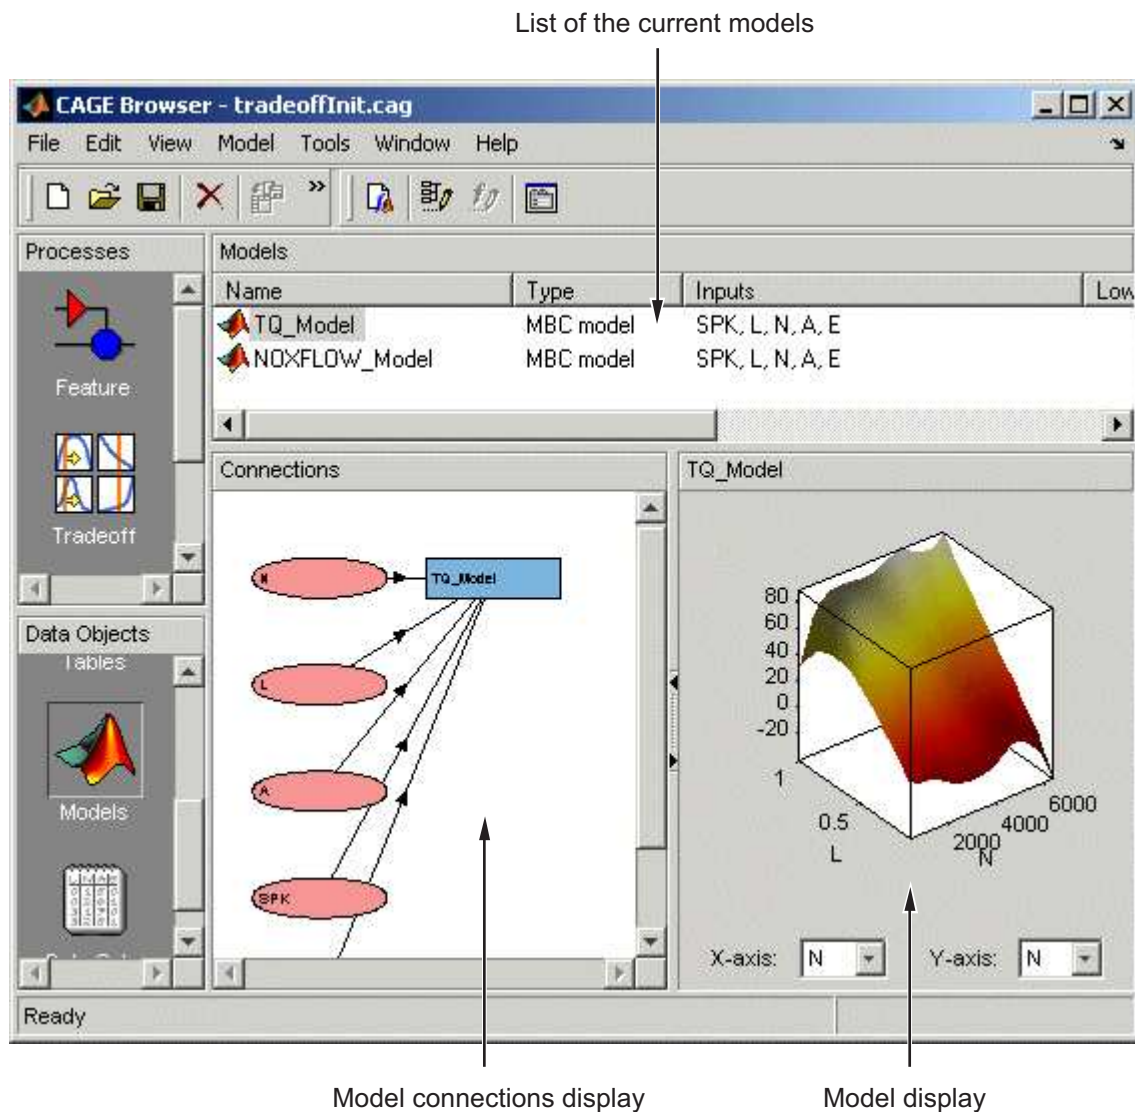 List of the current models
CAGE Browser - tradeoffInit.cag
File Edit View Model Tools Window Help
Processes
Models
Name Type Inputs Low
TQ_Model MBC model SPK, L, N, A, E
NOXFLOW_Model MBC model SPK, L, N, A, E
Feature
Tradeoff
Connections
TQ_Model
N
TQ_Model
L
A
SPK
80
60
40
20
0
-20
1
0.5
L
2000
4000
6000
N
X-axis: N Y-axis: N
Data Objects
Tables
Models
Ready
Model connections display
Model display